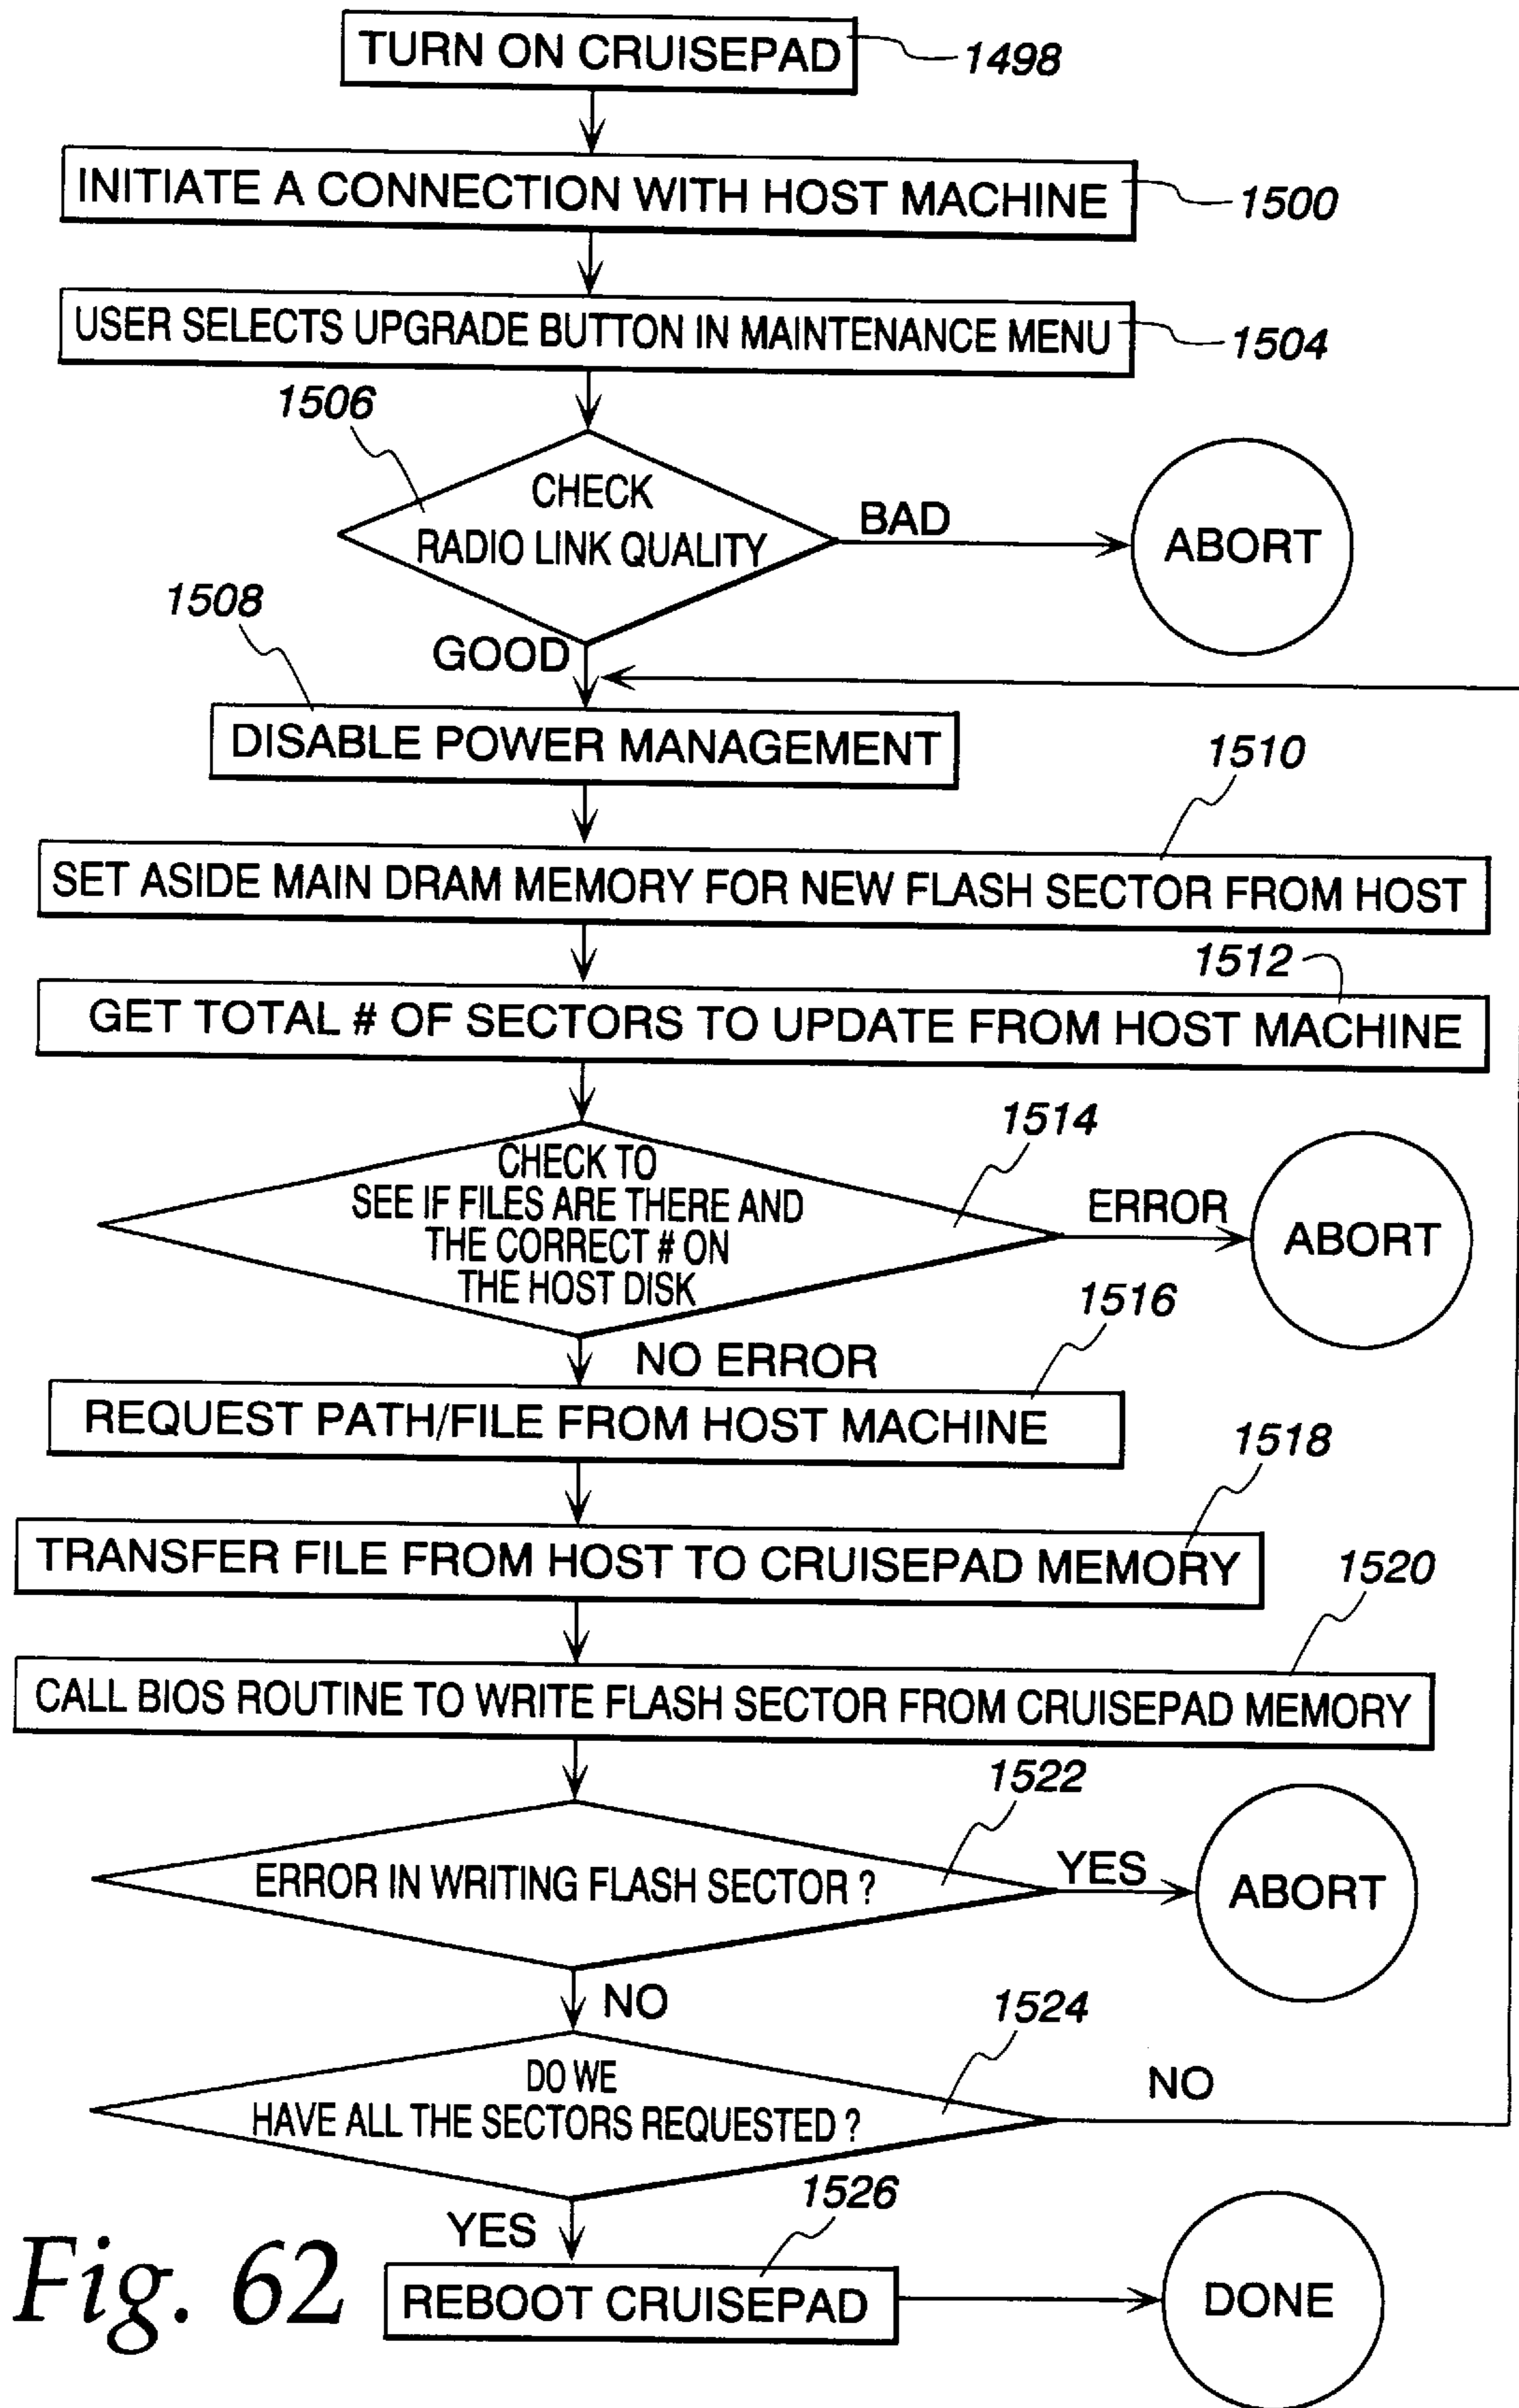 TURN ON CRUISEPAD
1498
INITIATE A CONNECTION WITH HOST MACHINE
1500
USER SELECTS UPGRADE BUTTON IN MAINTENANCE MENU
1504
1506
CHECK
RADIO LINK QUALITY
BAD
ABORT
1508
GOOD
DISABLE POWER MANAGEMENT
1510
SET ASIDE MAIN DRAM MEMORY FOR NEW FLASH SECTOR FROM HOST
1512
GET TOTAL # OF SECTORS TO UPDATE FROM HOST MACHINE
1514
CHECK TO
SEE IF FILES ARE THERE AND
THE CORRECT # ON
THE HOST DISK
ERROR
ABORT
1516
NO ERROR
REQUEST PATH/FILE FROM HOST MACHINE
1518
TRANSFER FILE FROM HOST TO CRUISEPAD MEMORY
1520
CALL BIOS ROUTINE TO WRITE FLASH SECTOR FROM CRUISEPAD MEMORY
1522
ERROR IN WRITING FLASH SECTOR ?
YES
ABORT
NO
1524
DO WE
HAVE ALL THE SECTORS REQUESTED ?
NO
1526
YES
REBOOT CRUISEPAD
DONE
Fig. 62